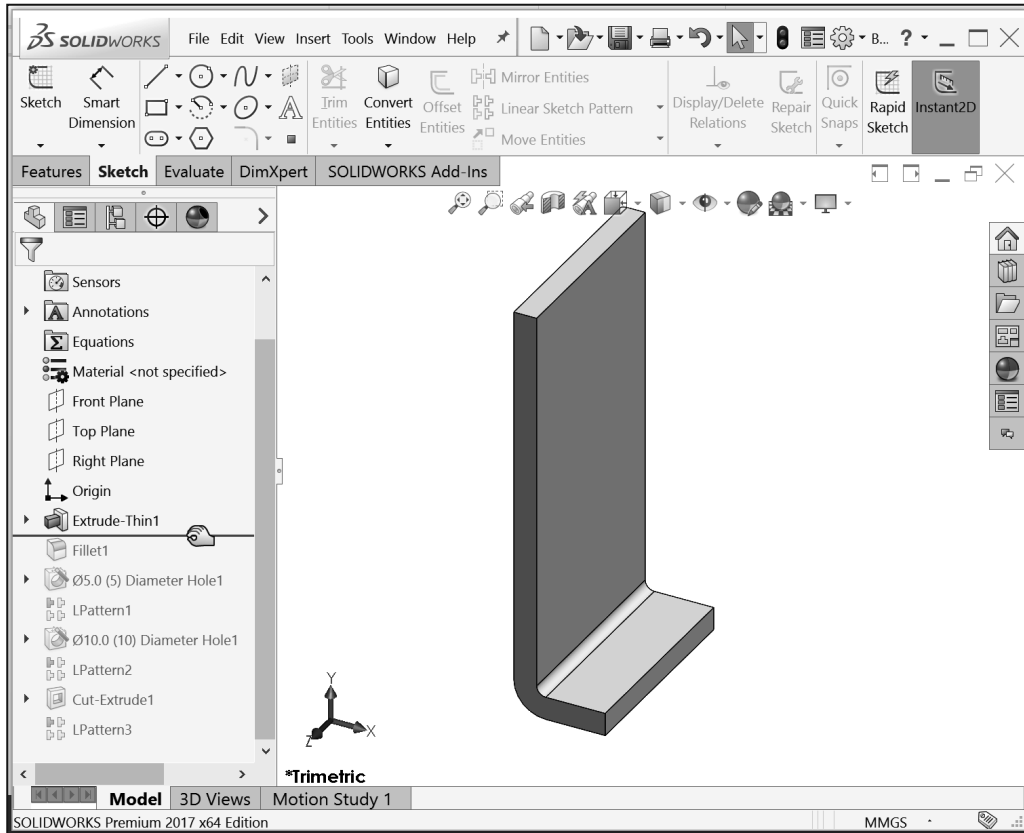 SOLIDWORKS File Edit View Insert Tools Window Help B... ?
Sketch Smart Dimension Trim Entities Convert Entities Offset Entities Mirror Entities
Linear Sketch Pattern
Move Entities
Display/Delete Relations Repair Sketch Quick Snaps Rapid Sketch Instant2D
Features Sketch Evaluate DimXpert SOLIDWORKS Add-Ins
Sensors
Annotations
Equations
Material <not specified>
Front Plane
Top Plane
Right Plane
Origin
Extrude-Thin1
Fillet1
Ø5.0 (5) Diameter Hole1
LPattern1
Ø10.0 (10) Diameter Hole1
LPattern2
Cut-Extrude1
LPattern3
Y
X
Z
*Trimetric
Model 3D Views Motion Study 1
SOLIDWORKS Premium 2017 x64 Edition MMGS